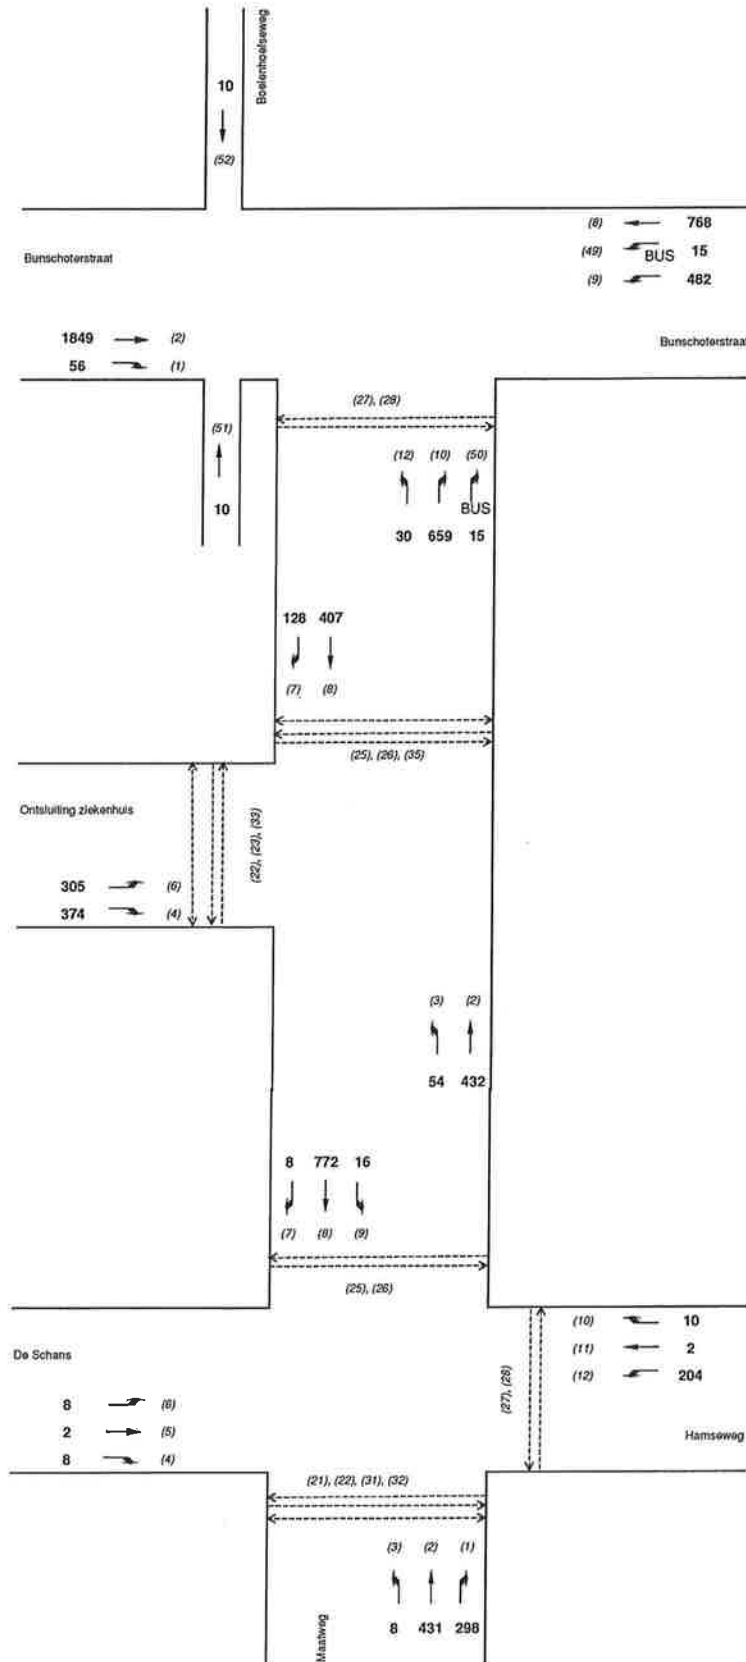 10
Boelenhoefseweg
(52)
(8) 768
Bunschoterstraat
(49) BUS 15
(9) 482
1849 (2)
Bunschoterstraat
56 (1)
(27), (28)
(51)
(12) (10) (50)
10
BUS
30 659 15
128 407
(7) (8)
(25), (26), (35)
Ontsluiting ziekenhuis
(22), (23), (33)
305 (6)
374 (4)
(3) (2)
54 432
8 772 16
(7) (8) (9)
(25), (26)
(10) 10
(11) 2
De Schans
(12) 204
(27), (28)
8 (6)
2 (5)
Hamseweg
8 (4)
(21), (22), (31), (32)
(3) (2) (1)
8 431 298
Maatweg